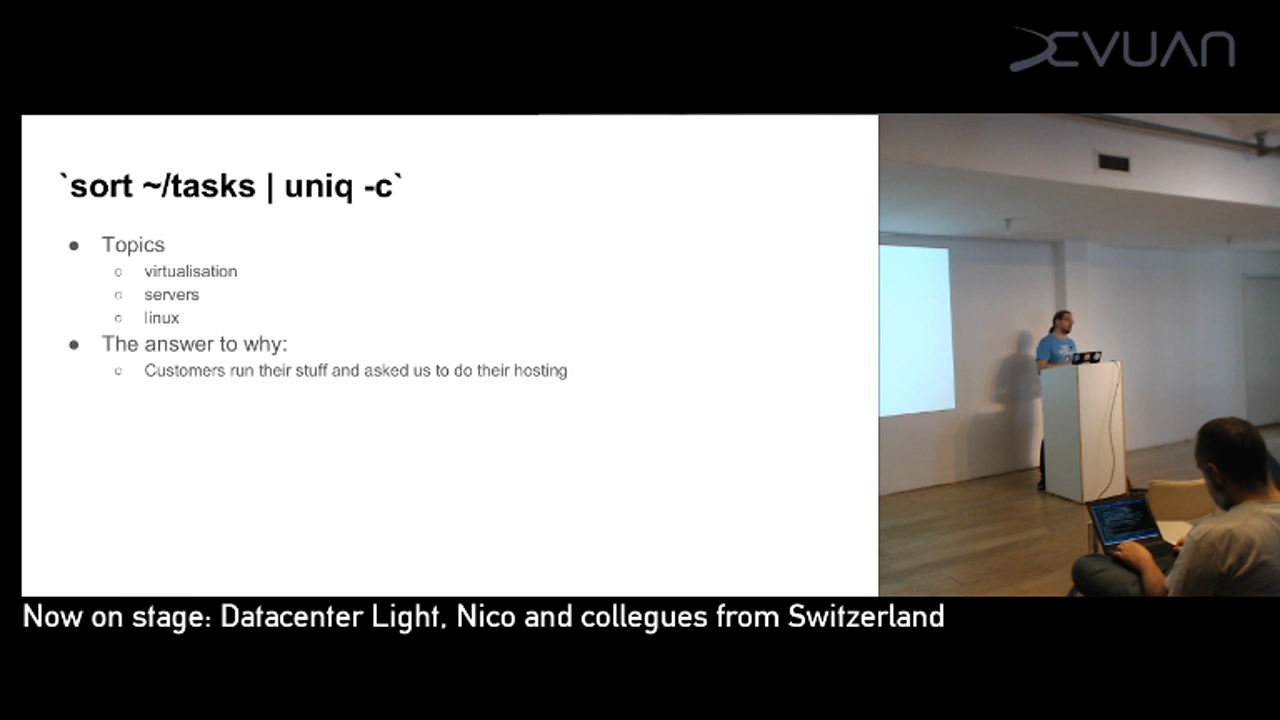 DEVUAN
`sort ~/tasks | uniq -c`
● Topics
○ virtualisation
○ servers
○ linux
● The answer to why:
○ Customers run their stuff and asked us to do their hosting
Now on stage: Datacenter Light, Nico and collegues from Switzerland